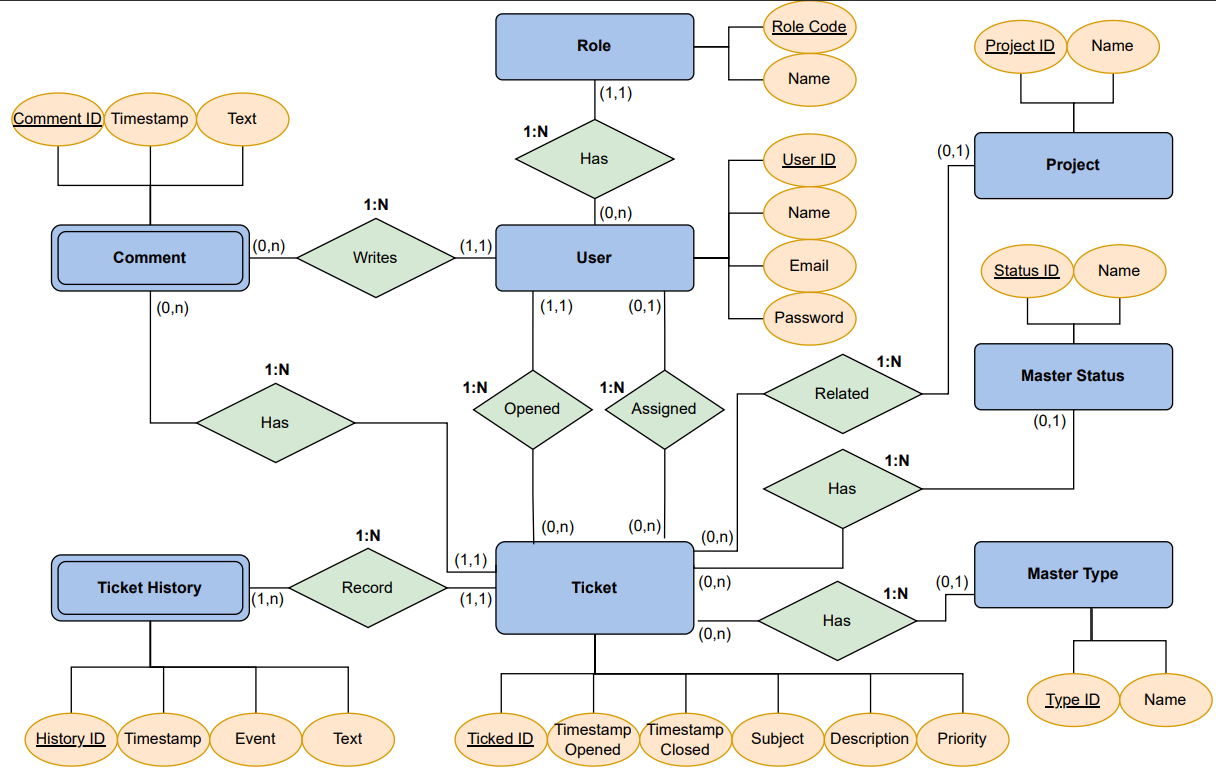 Role
Role Code
Name
(1,1)
1:N
Has
(0,n)
Project ID
Name
(0,1)
Project
Comment ID
Timestamp
Text
User ID
Name
Email
Password
Comment
(0,n)
1:N
Writes
(1,1)
User
Status ID
Name
(0,n)
(1,1)
(0,1)
Master Status
(0,1)
1:N
Related
1:N
Has
1:N
Opened
1:N
Assigned
1:N
Has
(0,n)
(0,n)
(0,n)
(1,1)
Ticket History
(1,n)
1:N
Record
(1,1)
Ticket
(0,n)
(0,n)
1:N
Has
(0,1)
Master Type
Type ID
Name
History ID
Timestamp
Event
Text
Ticked ID
Timestamp
Opened
Timestamp
Closed
Subject
Description
Priority